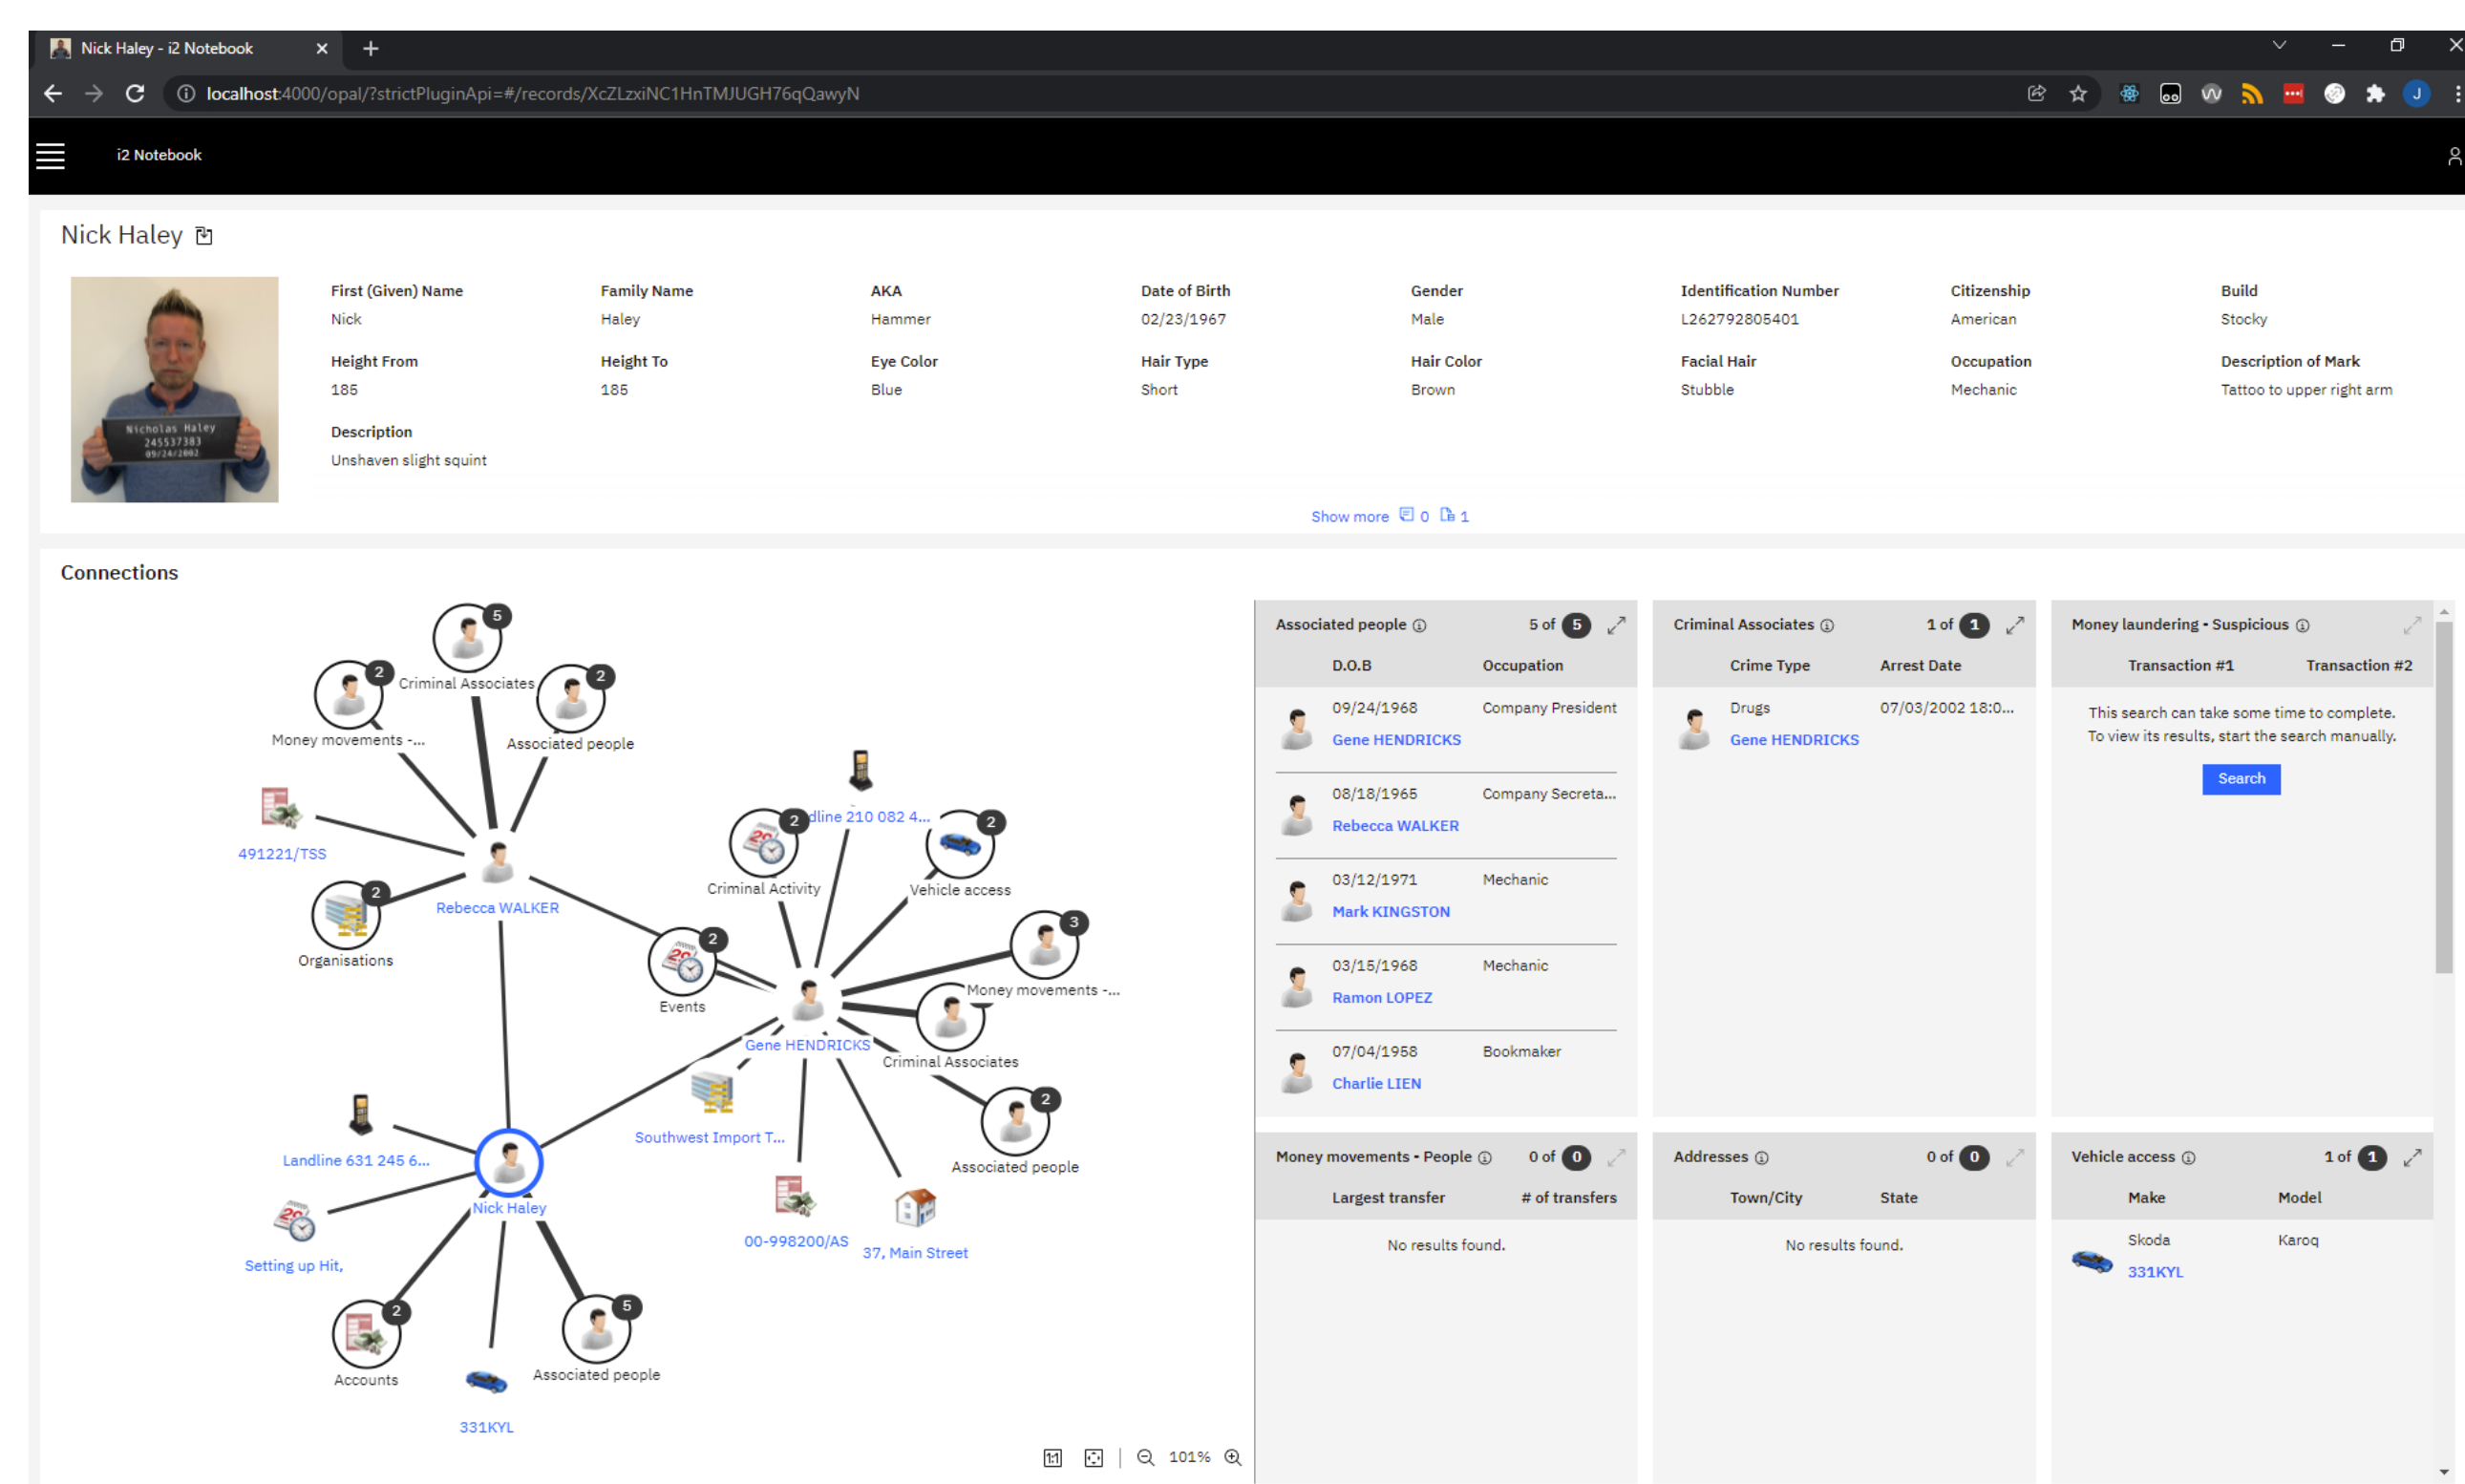 Nick Haley - i2 Notebook
localhost:4000/opal/?strictPluginApi=#/records/XcZLzxiNC1HnTMJUGH76qQawyN
J
i2 Notebook
Nick Haley
First (Given) Name Family Name AKA Date of Birth Gender Identification Number Citizenship Build
Nick Haley Hammer 02/23/1967 Male L262792805401 American Stocky
Height From Height To Eye Color Hair Type Hair Color Facial Hair Occupation Description of Mark
185 185 Blue Short Brown Stubble Mechanic Tattoo to upper right arm
Description
Unshaven slight squint
Nicholas Haley
245537383
09/24/2002
Show more 0 1
Connections
5
Criminal Associates
2
Money movements -...
2
Associated people
491221/TSS
2
Organisations
Rebecca WALKER
dline 210 082 4...
2
Criminal Activity
2
Vehicle access
2
Events
3
Money movements -...
Gene HENDRICKS
Criminal Associates
2
Associated people
Southwest Import T...
00-998200/AS
37, Main Street
Landline 631 245 6...
Nick Haley
Setting up Hit,
2
Accounts
5
Associated people
331KYL
1:1 101%
Associated people 5 of 5
D.O.B Occupation
09/24/1968 Company President
Gene HENDRICKS
08/18/1965 Company Secreta...
Rebecca WALKER
03/12/1971 Mechanic
Mark KINGSTON
03/15/1968 Mechanic
Ramon LOPEZ
07/04/1958 Bookmaker
Charlie LIEN
Criminal Associates 1 of 1
Crime Type Arrest Date
Drugs 07/03/2002 18:0...
Gene HENDRICKS
Money laundering - Suspicious
Transaction #1 Transaction #2
This search can take some time to complete.
To view its results, start the search manually.
Search
Money movements - People 0 of 0
Largest transfer # of transfers
No results found.
Addresses 0 of 0
Town/City State
No results found.
Vehicle access 1 of 1
Make Model
Skoda Karoq
331KYL